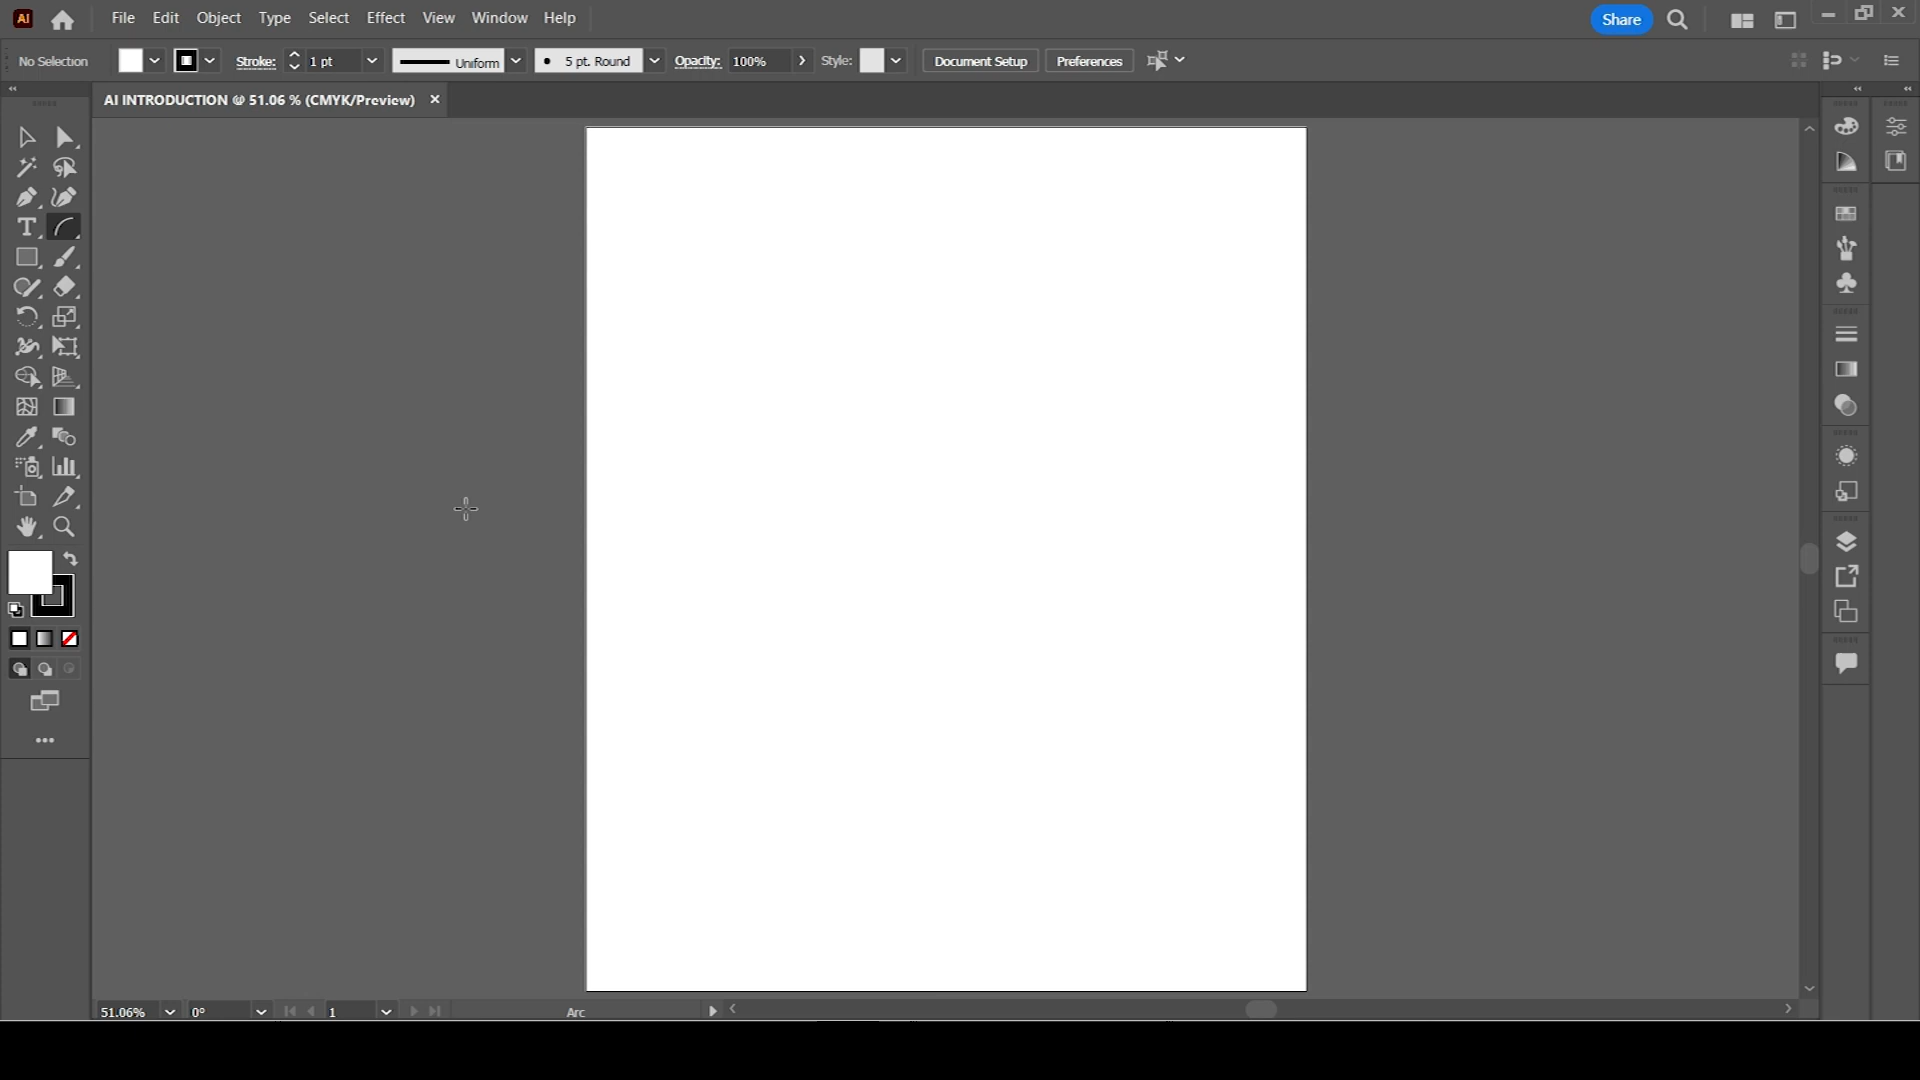 Ai File Edit Object Type Select Effect View Window Help Share
No Selection Stroke: 1 pt Uniform 5 pt. Round Opacity: 100% Style: Document Setup Preferences
AI INTRODUCTION @ 51.06 % (CMYK/Preview)
T
51.06% 0° 1 Arc